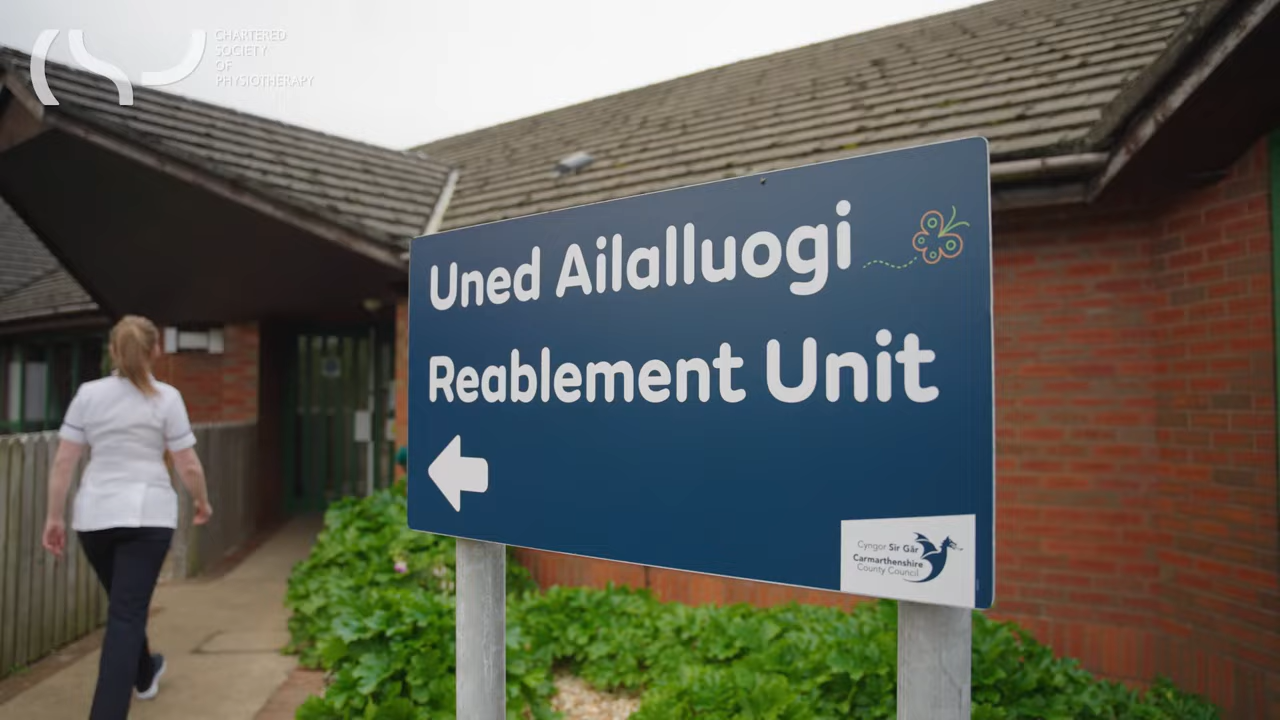 CHARTERED
SOCIETY
OF
PHYSIOTHERAPY
Uned Ailalluogi
Reablement Unit
Cyngor Sir Gâr
Carmarthenshire
County Council